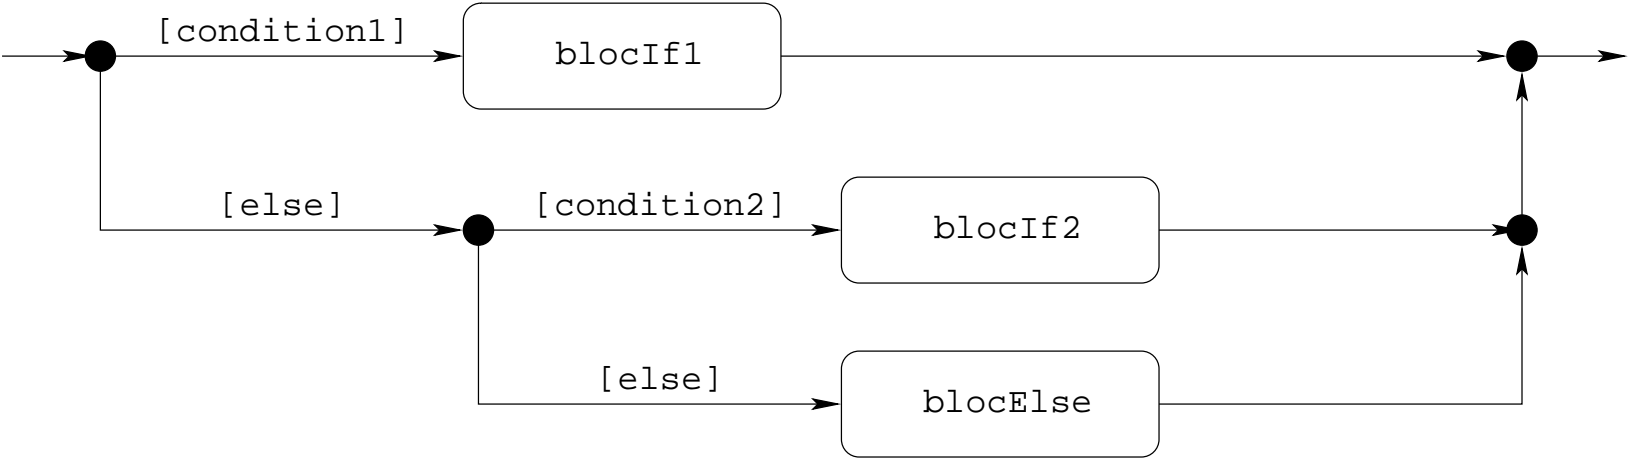 [condition1]
blocIf1
[else]
[condition2]
blocIf2
[else]
blocElse